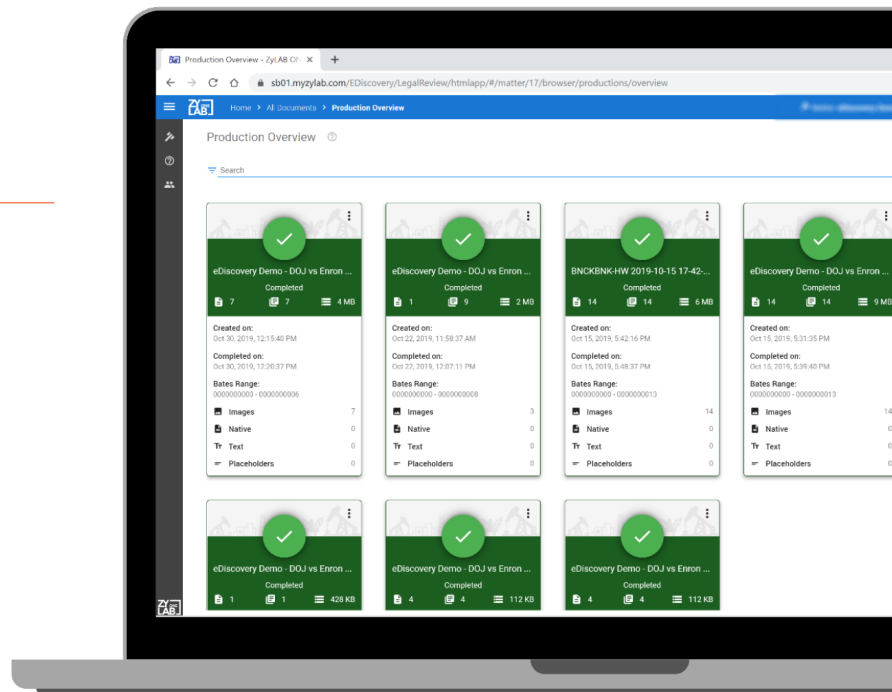 Production Overview - ZyLAB ON
sb01.myzylab.com/EDiscovery/LegalReview/htmlapp/#/matter/17/browser/productions/overview
ZY LAB
Home > All Documents > Production Overview
Production Overview
Search
eDiscovery Demo - DOJ vs Enron ...
Completed
7 7 4 MB
Created on:
Oct 30, 2019, 12:15:40 PM
Completed on:
Oct 30, 2019, 12:20:37 PM
Bates Range:
0000000000 - 0000000006
Images 7
Native 0
Text 0
Placeholders 0
eDiscovery Demo - DOJ vs Enron ...
Completed
1 9 2 MB
Created on:
Oct 22, 2019, 11:58:37 AM
Completed on:
Oct 22, 2019, 12:07:11 PM
Bates Range:
0000000000 - 0000000008
Images 3
Native 0
Text 0
Placeholders 0
BNCKBNK-HW 2019-10-15 17-42-...
Completed
14 14 6 MB
Created on:
Oct 15, 2019, 5:42:16 PM
Completed on:
Oct 15, 2019, 5:48:37 PM
Bates Range:
0000000000 - 0000000013
Images 14
Native 0
Text 0
Placeholders 0
eDiscovery Demo - DOJ vs Enron ...
Completed
14 14 9 MB
Created on:
Oct 15, 2019, 5:31:35 PM
Completed on:
Oct 15, 2019, 5:39:40 PM
Bates Range:
0000000000 - 0000000013
Images 14
Native 0
Text 0
Placeholders 0
eDiscovery Demo - DOJ vs Enron ...
Completed
1 1 428 KB
eDiscovery Demo - DOJ vs Enron ...
Completed
4 4 112 KB
eDiscovery Demo - DOJ vs Enron ...
Completed
4 4 112 KB
ZY LAB